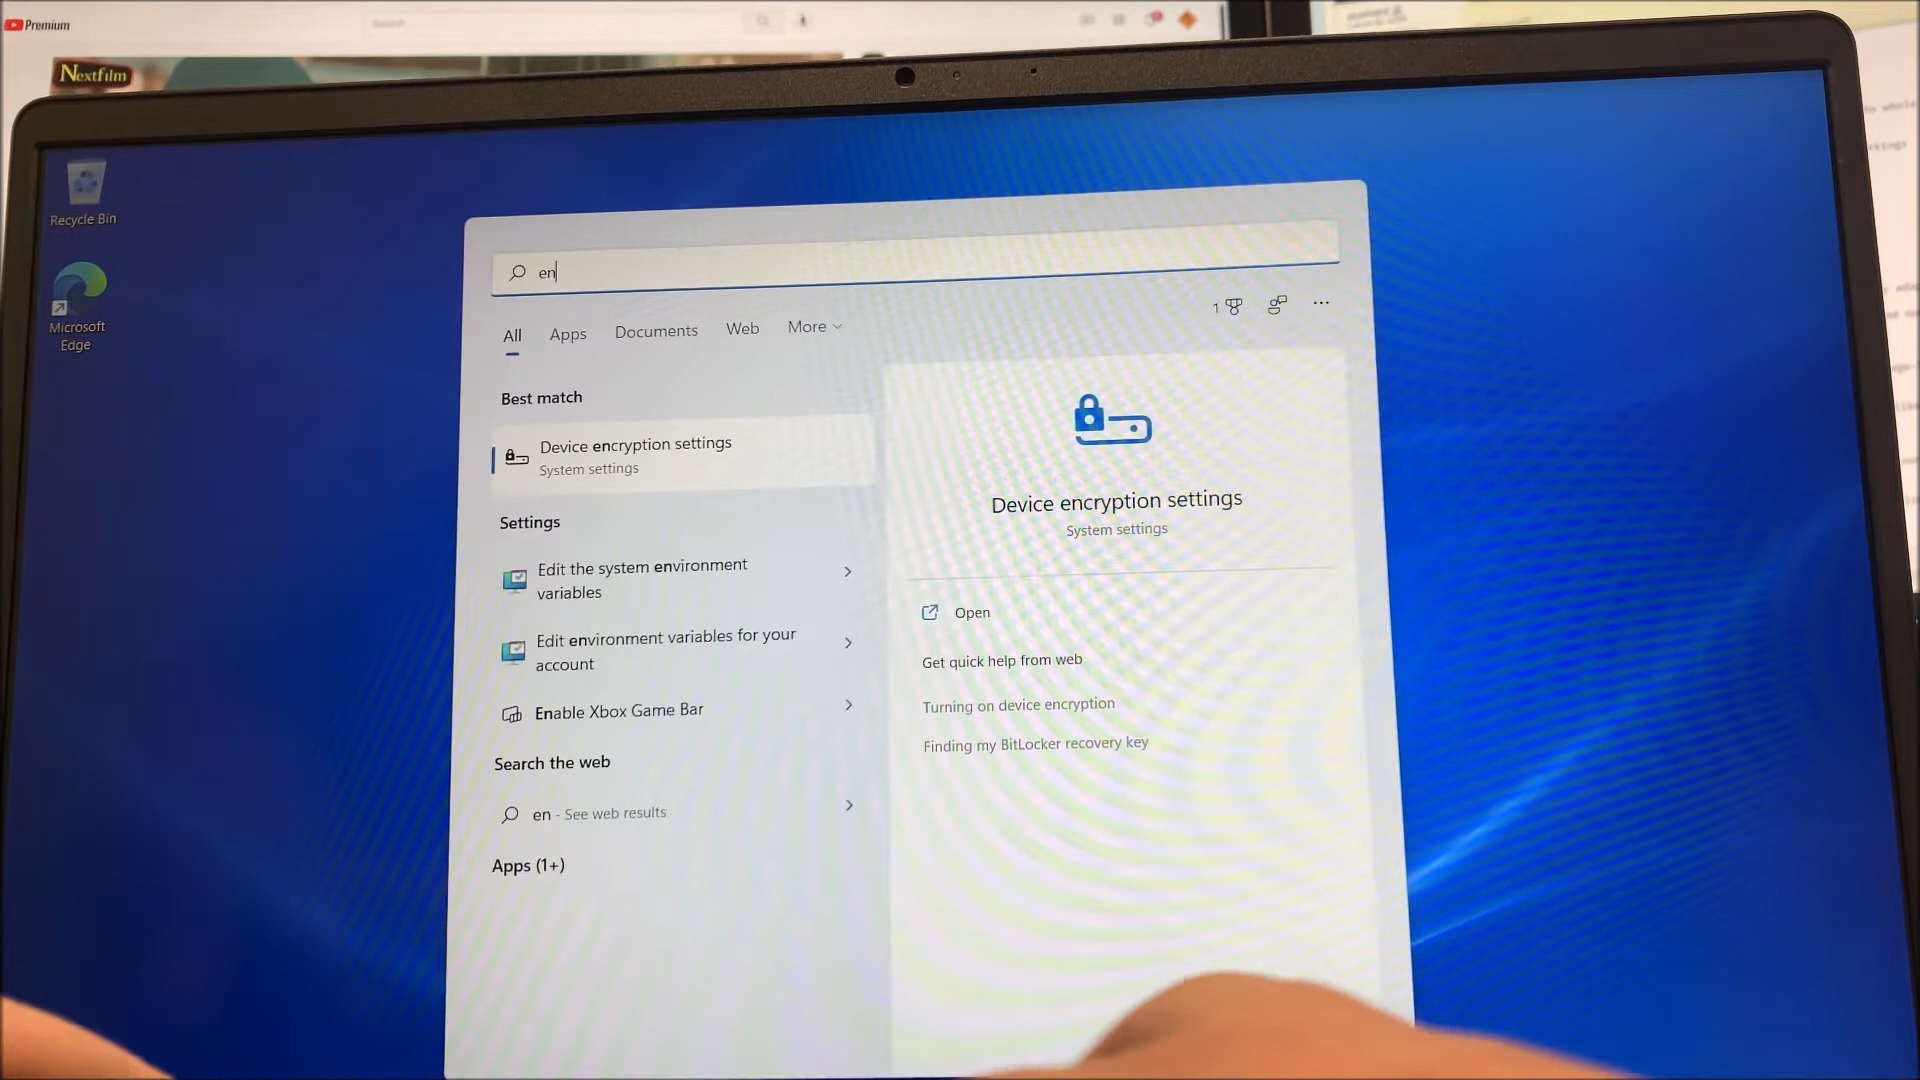 Premium
Search
Nextfilm
Recycle Bin
Microsoft
Edge
en
All
Apps
Documents
Web
More
1
Best match
Device encryption settings
System settings
Settings
Edit the system environment
variables
Edit environment variables for your
account
Enable Xbox Game Bar
Search the web
en - See web results
Apps (1+)
Device encryption settings
System settings
Open
Get quick help from web
Turning on device encryption
Finding my BitLocker recovery key